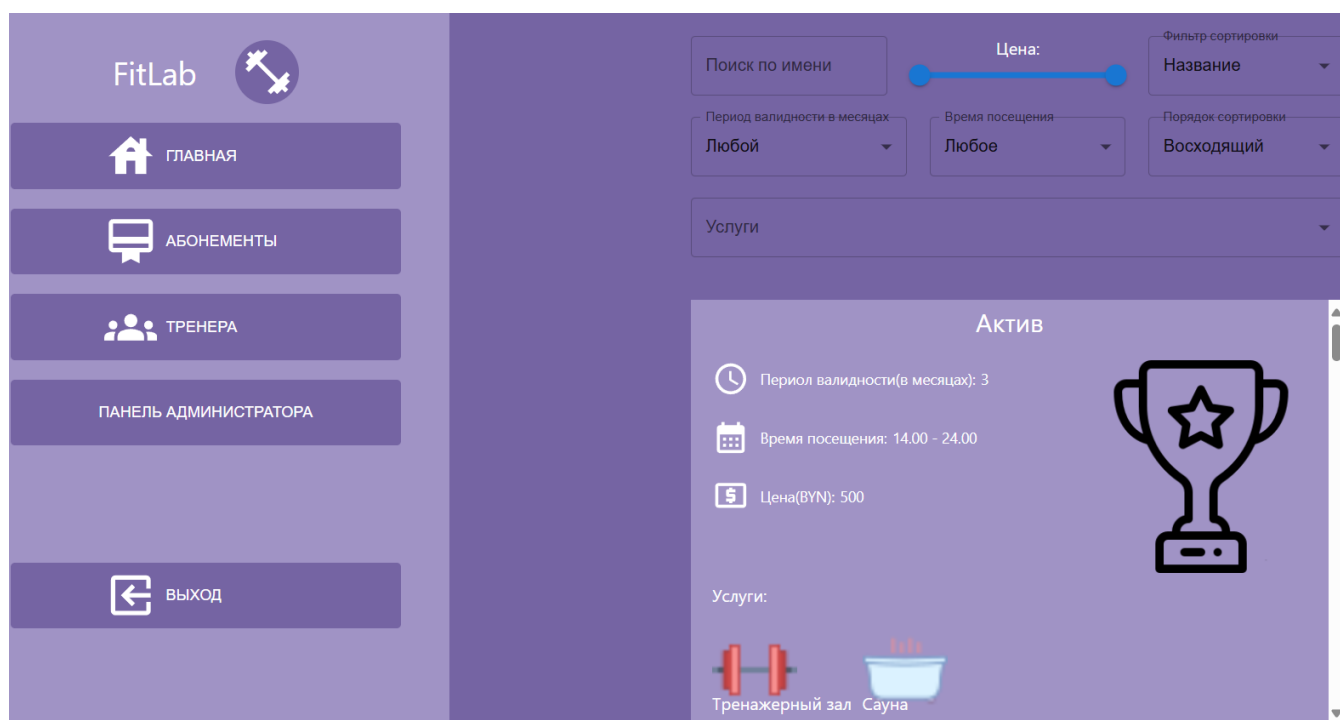 FitLab
ГЛАВНАЯ
АБОНЕМЕНТЫ
ТРЕНЕРА
ПАНЕЛЬ АДМИНИСТРАТОРА
ВЫХОД
Поиск по имени
Цена:
Фильтр сортировки
Название
Период валидности в месяцах
Любой
Время посещения
Любое
Порядок сортировки
Восходящий
Услуги
Актив
Периол валидности(в месяцах): 3
Время посещения: 14.00 - 24.00
Цена(BYN): 500
Услуги:
Тренажерный зал Сауна